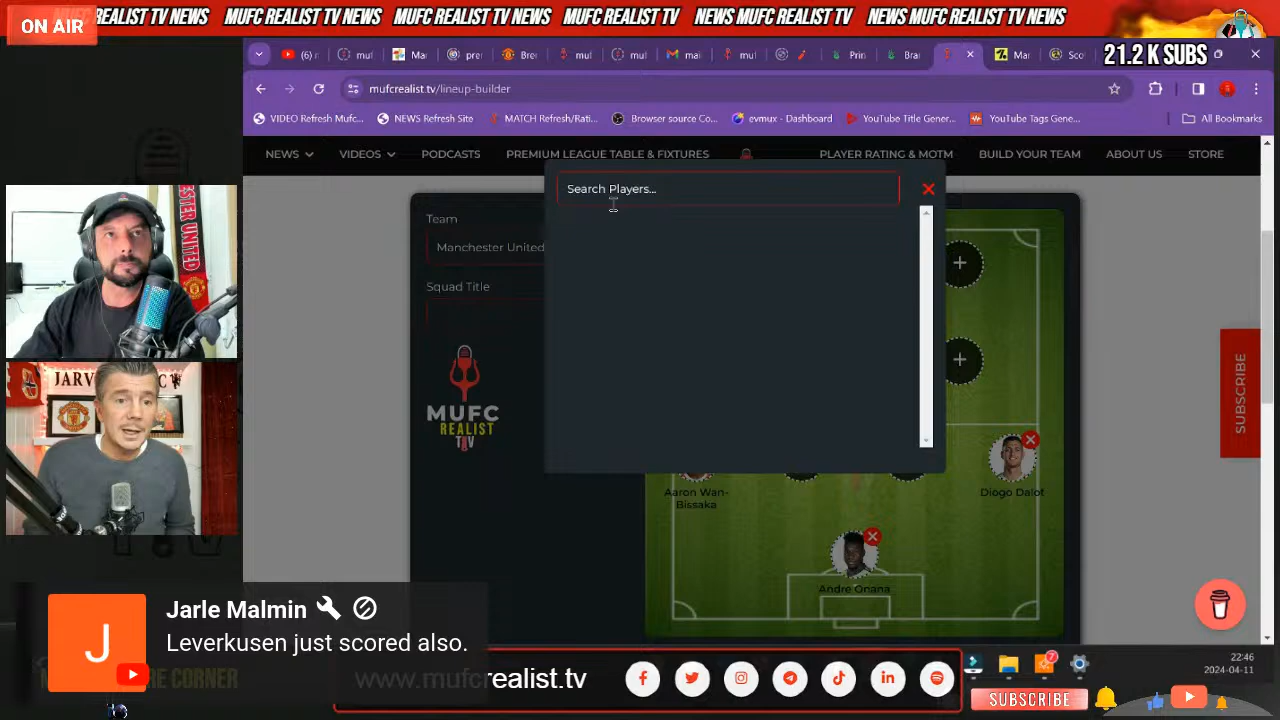 ON AIR
REALIST TV NEWS MUFC REALIST TV NEWS MUFC REALIST TV NEWS MUFC REALIST TV NEWS MUFC REALIST TV NEWS MUFC REALIST TV NEWS
21.2 K SUBS
mufcrealist.tv/lineup-builder
VIDEO Refresh Mufc... NEWS Refresh Site MATCH Refresh/Rati... Browser source Co... evmux - Dashboard YouTube Title Gener... YouTube Tags Gene... All Bookmarks
NEWS VIDEOS PODCASTS PREMIUM LEAGUE TABLE & FIXTURES PLAYER RATING & MOTM BUILD YOUR TEAM ABOUT US STORE
Search Players...
Team
Manchester United
Squad Title
MUFC
REALIST
TV
SUBSCRIBE
Aaron Wan-
Bissaka
Diogo Dalot
Andre Onana
JARV
Jarle Malmin
J
Leverkusen just scored also.
CORNER
www.mufcrealist.tv
7
22:46
2024-04-11
SUBSCRIBE